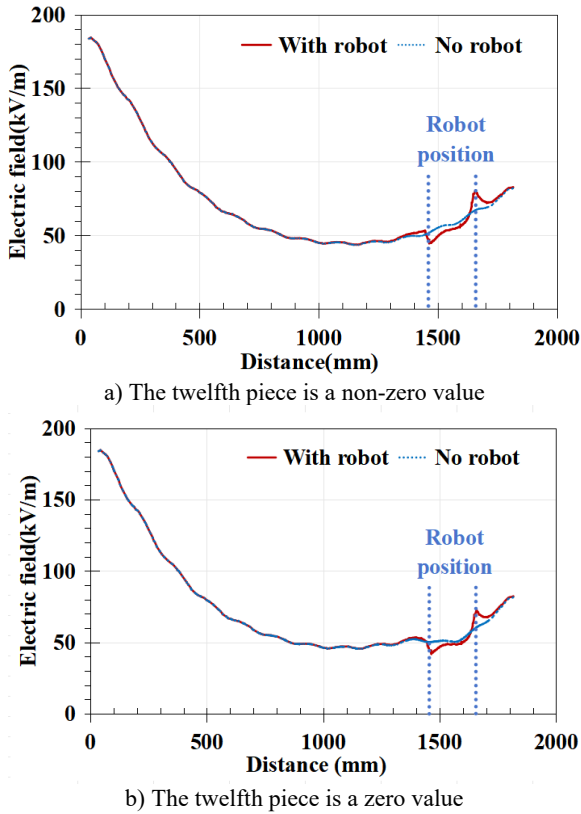 200
With robot
No robot
150
Robot
position
100
50
0
Electric field(kV/m)
0
500
1000
1500
2000
Distance(mm)
a) The twelfth piece is a non-zero value
200
With robot
No robot
150
Robot
position
100
50
0
Electric field(kV/m)
0
500
1000
1500
2000
Distance (mm)
b) The twelfth piece is a zero value